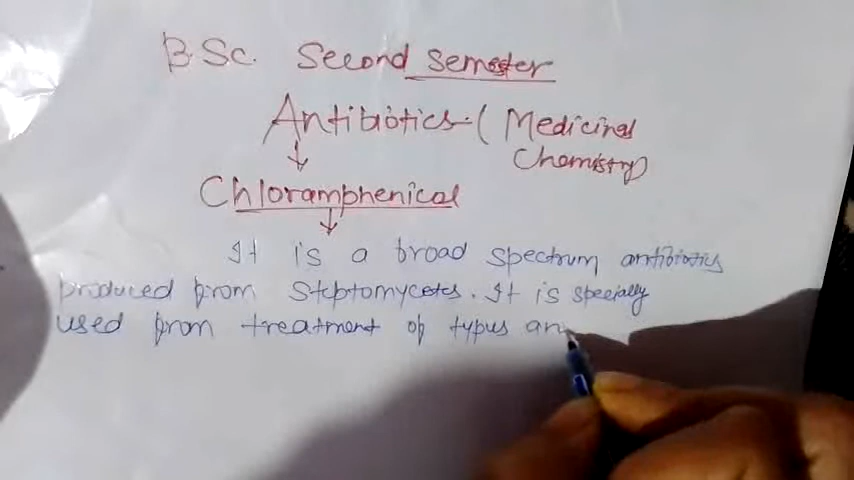 B.Sc. Second semester
Antibiotics-( Medicinal
Chemistry
Chloramphenical
It is a broad spectrum antibiotics
produced from Steptomycetes. It is specially
used from treatment of typus an